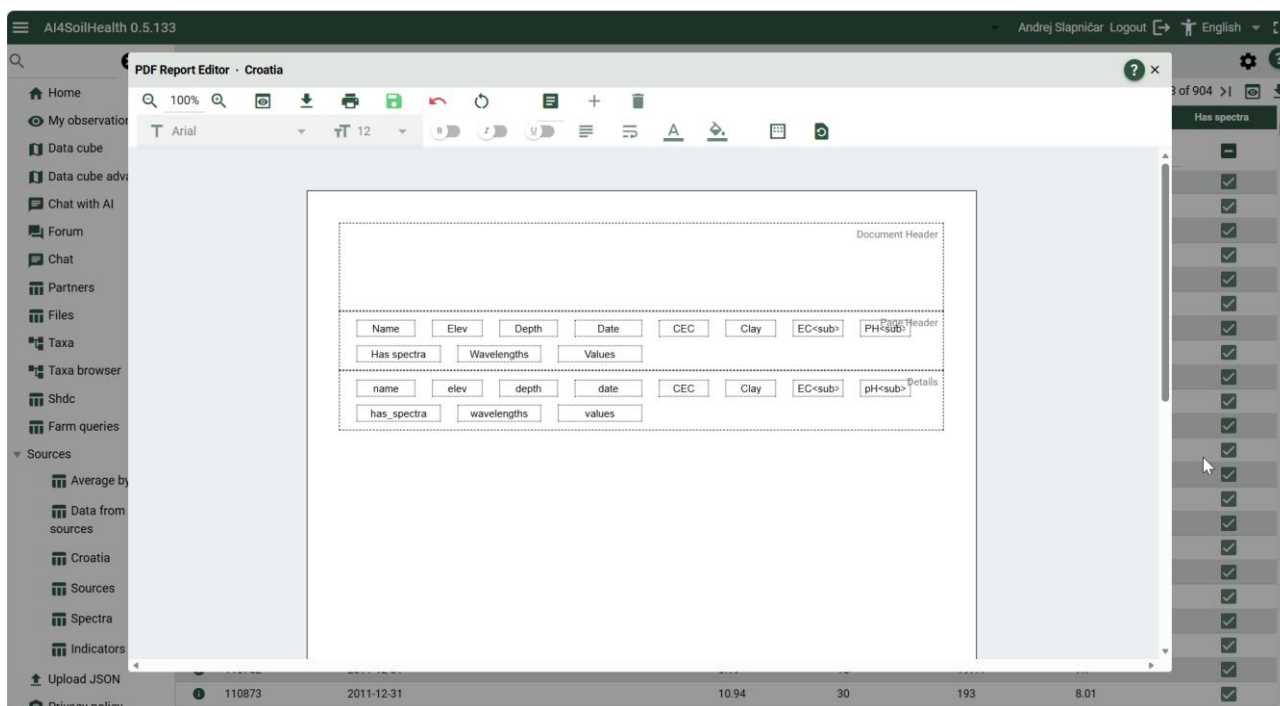 AI4SoilHealth 0.5.133
Andrej Slapničar Logout English
PDF Report Editor · Croatia
?
Home
My observation
Data cube
Data cube adva
Chat with AI
Forum
Chat
Partners
Files
Taxa
Taxa browser
Shdc
Farm queries
Sources
Average by
Data from
sources
Croatia
Sources
Spectra
Indicators
Upload JSON
100%
Arial
12
B
I
U
A
of 904
Has spectra
Document Header
Page Header
Name Elev Depth Date CEC Clay EC<sub> PH<sub>
Has spectra Wavelengths Values
Details
name elev depth date CEC Clay EC<sub> pH<sub>
has_spectra wavelengths values
110873 2011-12-31 10.94 30 193 8.01